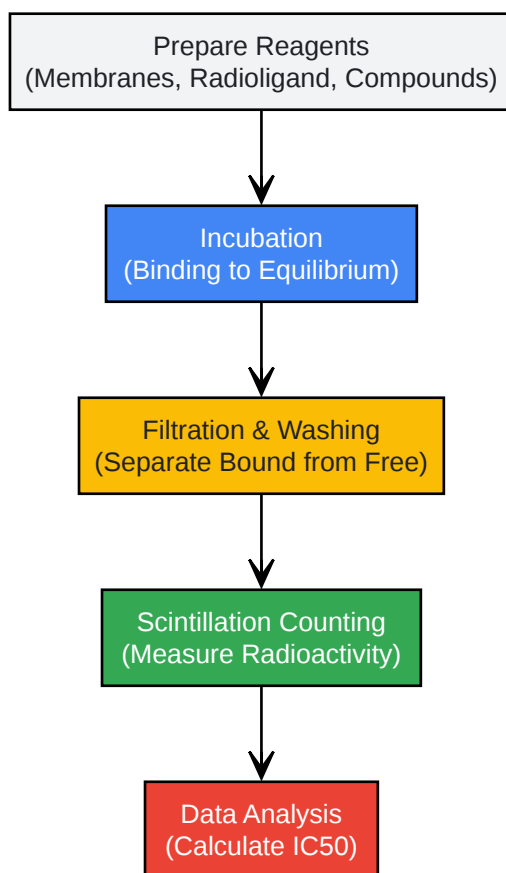 Prepare Reagents
(Membranes, Radioligand, Compounds)
Incubation
(Binding to Equilibrium)
Filtration & Washing
(Separate Bound from Free)
Scintillation Counting
(Measure Radioactivity)
Data Analysis
(Calculate IC50)